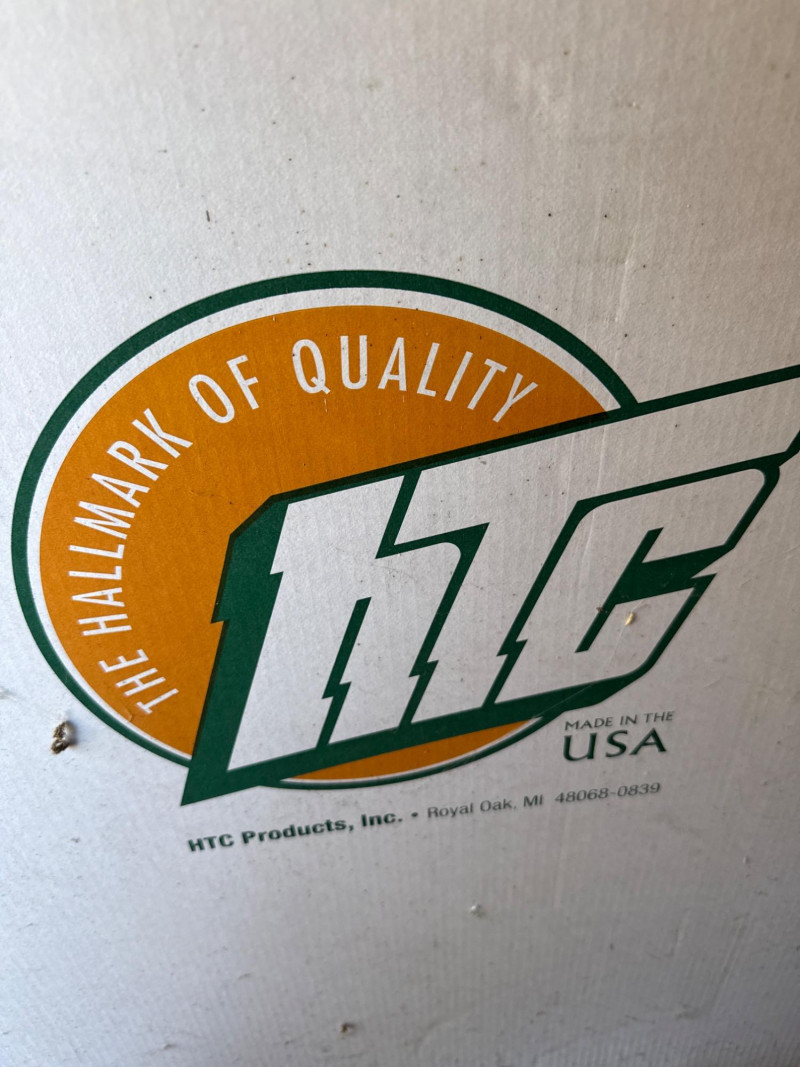 THE HALLMARK OF QUALITY
HTC
MADE IN THE
USA
HTC Products, Inc. • Royal Oak, MI 48068-0839